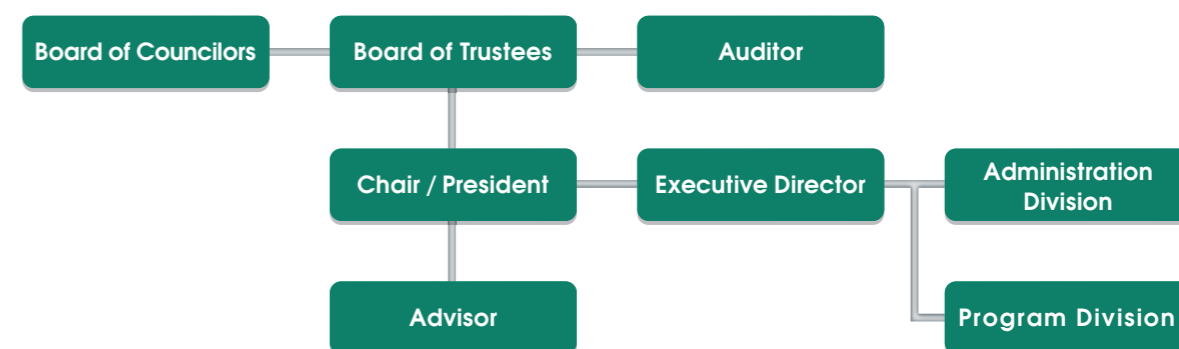 Board of Councilors
Board of Trustees
Auditor
Chair / President
Executive Director
Administration
Division
Advisor
Program Division